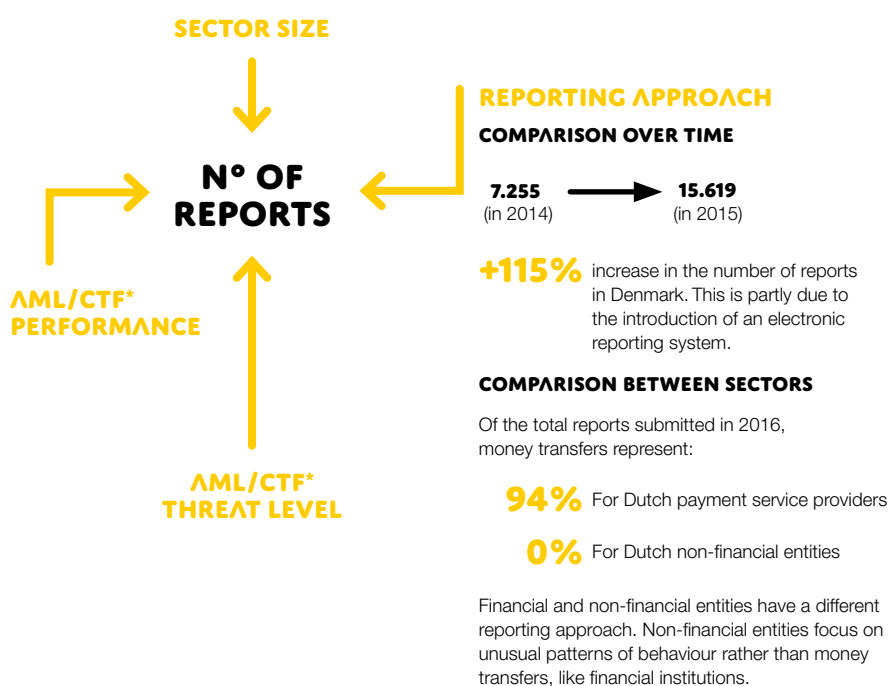 SECTOR SIZE
N° OF
REPORTS
AML/CTF*
PERFORMANCE
AML/CTF*
THREAT LEVEL
REPORTING APPROACH
COMPARISON OVER TIME
7.255 15.619
(in 2014) (in 2015)
+115% increase in the number of reports
in Denmark. This is partly due to
the introduction of an electronic
reporting system.
COMPARISON BETWEEN SECTORS
Of the total reports submitted in 2016,
money transfers represent:
94% For Dutch payment service providers
0% For Dutch non-financial entities
Financial and non-financial entities have a different
reporting approach. Non-financial entities focus on
unusual patterns of behaviour rather than money
transfers, like financial institutions.